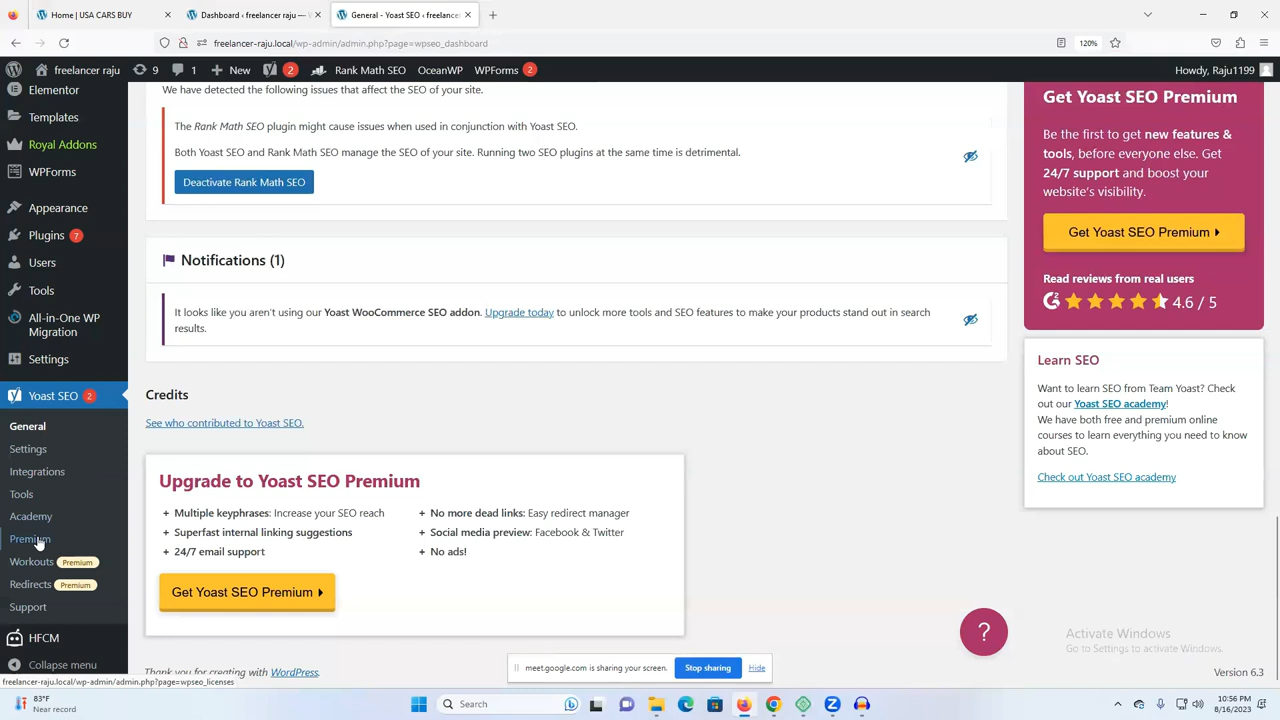 Home | USA CARS BUY
Dashboard ‹ freelancer raju — W
General - Yoast SEO ‹ freelancer
freelancer-raju.local/wp-admin/admin.php?page=wpseo_dashboard
120%
freelancer raju
9
1
New
2
Rank Math SEO
OceanWP
WPForms
2
Howdy, Raju1199
Elementor
Templates
Royal Addons
WPForms
Appearance
Plugins 7
Users
Tools
All-in-One WP
Migration
Settings
Yoast SEO 2
General
Settings
Integrations
Tools
Academy
Premium
Workouts Premium
Redirects Premium
Support
HFCM
Collapse menu
We have detected the following issues that affect the SEO of your site.
The Rank Math SEO plugin might cause issues when used in conjunction with Yoast SEO.
Both Yoast SEO and Rank Math SEO manage the SEO of your site. Running two SEO plugins at the same time is detrimental.
Deactivate Rank Math SEO
Notifications (1)
It looks like you aren't using our Yoast WooCommerce SEO addon. Upgrade today to unlock more tools and SEO features to make your products stand out in search
results.
Credits
See who contributed to Yoast SEO.
Upgrade to Yoast SEO Premium
+ Multiple keyphrases: Increase your SEO reach
+ No more dead links: Easy redirect manager
+ Superfast internal linking suggestions
+ Social media preview: Facebook & Twitter
+ 24/7 email support
+ No ads!
Get Yoast SEO Premium
Get Yoast SEO Premium
Be the first to get new features &
tools, before everyone else. Get
24/7 support and boost your
website's visibility.
Get Yoast SEO Premium
Read reviews from real users
4.6 / 5
Learn SEO
Want to learn SEO from Team Yoast? Check
out our Yoast SEO academy!
We have both free and premium online
courses to learn everything you need to know
about SEO.
Check out Yoast SEO academy
?
Activate Windows
Go to Settings to activate Windows.
Thank you for creating with WordPress.
meet.google.com is sharing your screen.
Stop sharing
Hide
Version 6.3
freelancer-raju.local/wp-admin/admin.php?page=wpseo_licenses
83°F
Near record
Search
10:56 PM
8/16/2023